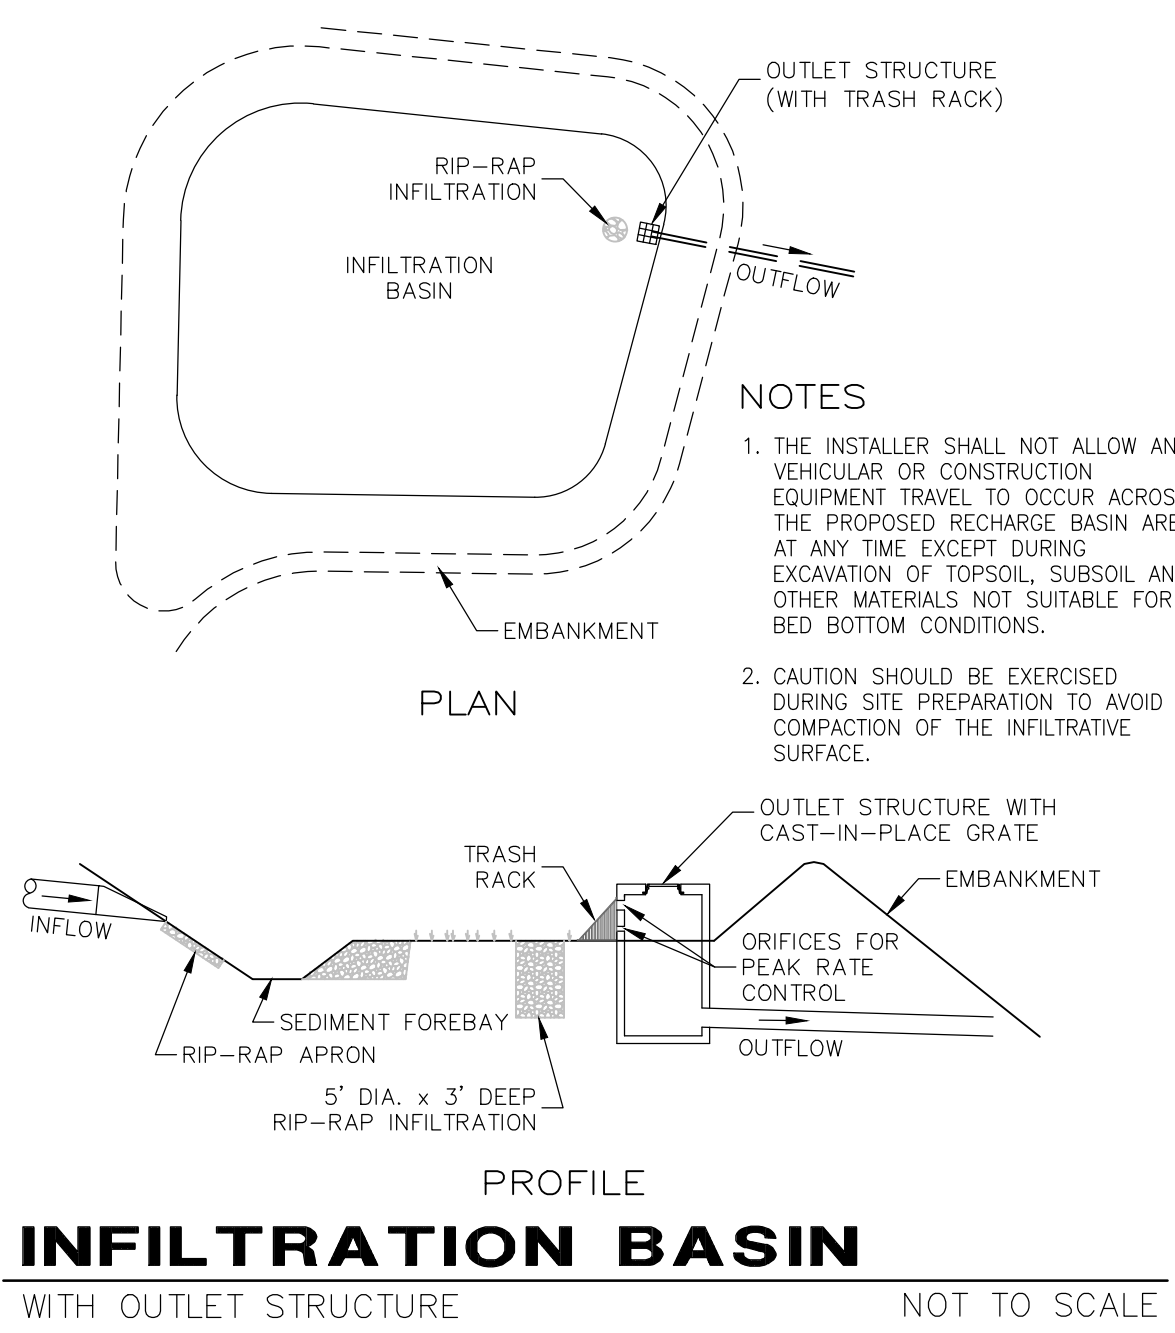 OUTLET STRUCTURE
(WITH TRASH RACK)
RIP-RAP
INFILTRATION
INFILTRATION
BASIN
OUTFLOW
EMBANKMENT
PLAN
NOTES
1. THE INSTALLER SHALL NOT ALLOW AN
VEHICULAR OR CONSTRUCTION
EQUIPMENT TRAVEL TO OCCUR ACROS
THE PROPOSED RECHARGE BASIN ARE
AT ANY TIME EXCEPT DURING
EXCAVATION OF TOPSOIL, SUBSOIL AN
OTHER MATERIALS NOT SUITABLE FOR
BED BOTTOM CONDITIONS.
2. CAUTION SHOULD BE EXERCISED
DURING SITE PREPARATION TO AVOID
COMPACTION OF THE INFILTRATIVE
SURFACE.
OUTLET STRUCTURE WITH
CAST-IN-PLACE GRATE
TRASH
RACK
EMBANKMENT
INFLOW
ORIFICES FOR
PEAK RATE
CONTROL
SEDIMENT FOREBAY
RIP-RAP APRON
OUTFLOW
5' DIA. x 3' DEEP
RIP-RAP INFILTRATION
PROFILE
INFILTRATION BASIN
WITH OUTLET STRUCTURE
NOT TO SCALE